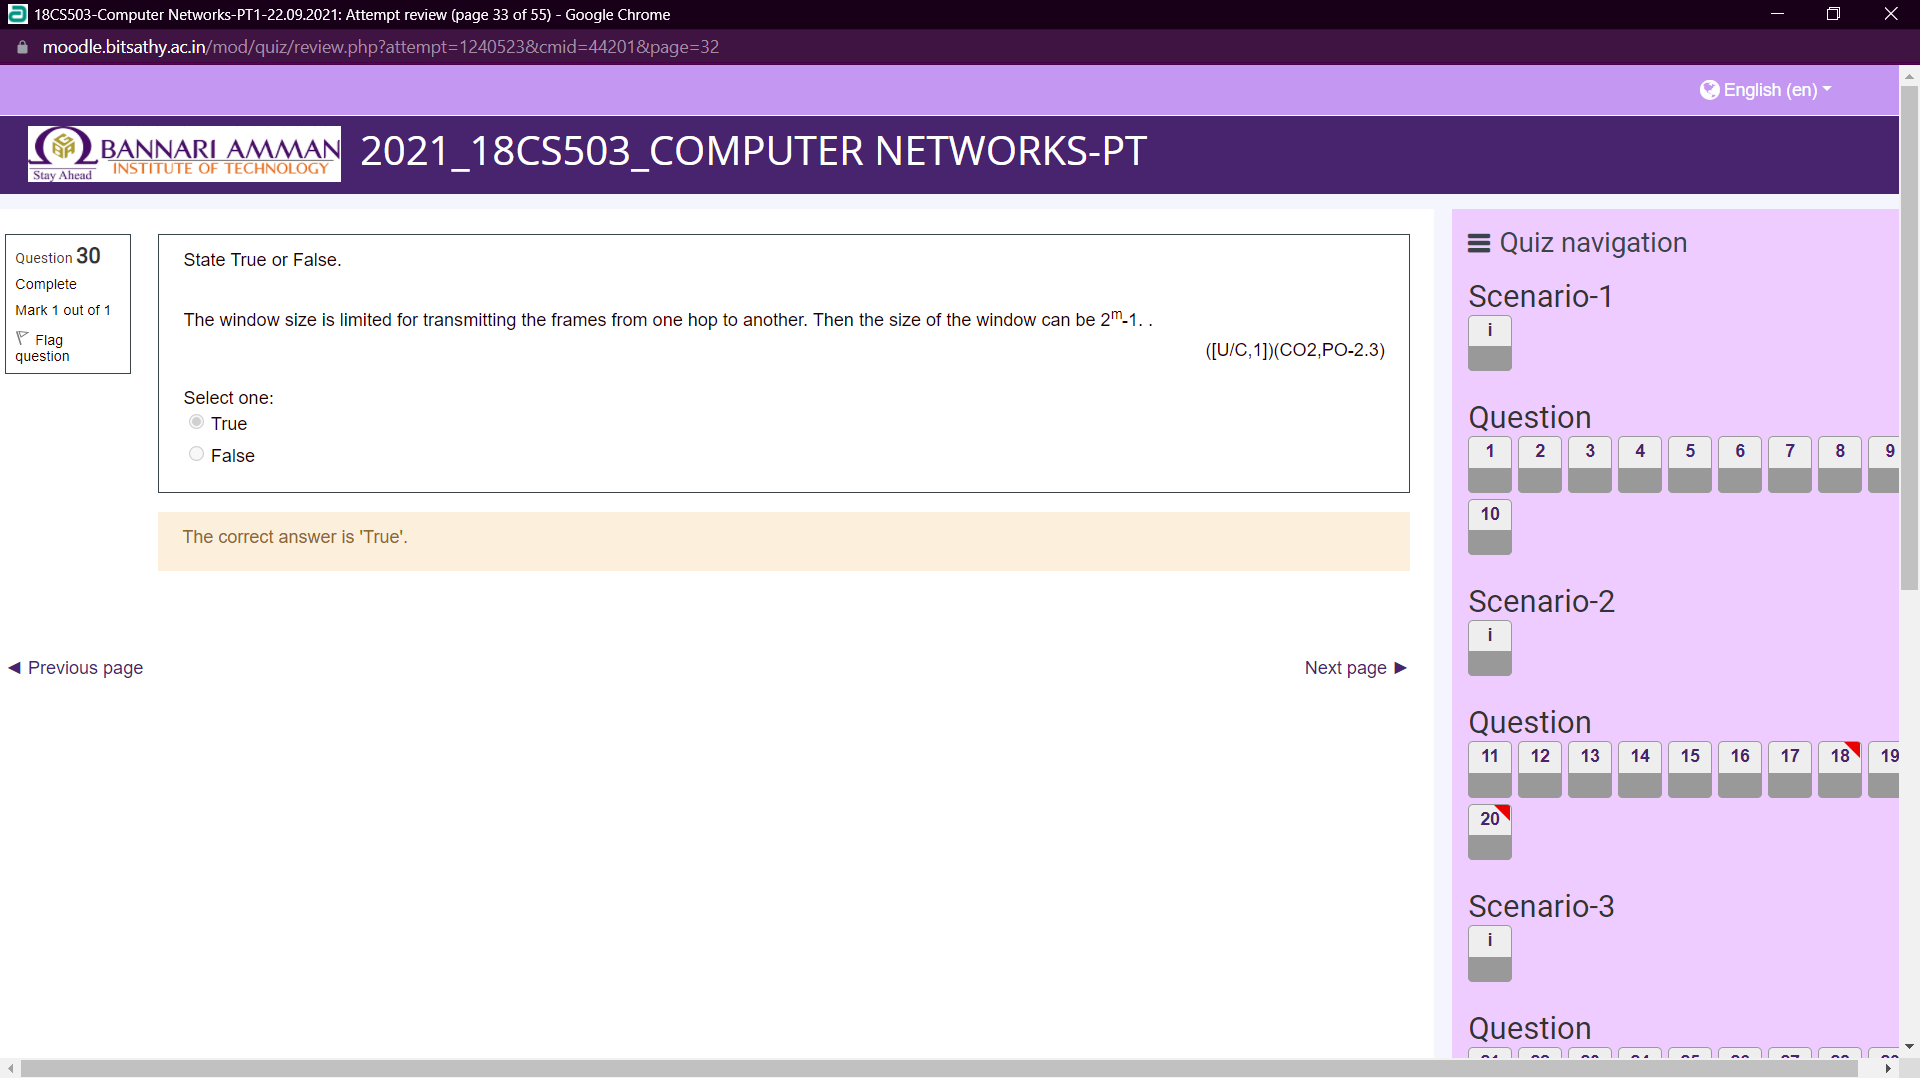 18CS503-Computer Networks-PT1-22.09.2021: Attempt review (page 33 of 55) - Google Chrome
moodle.bitsathy.ac.in/mod/quiz/review.php?attempt=1240523&cmid=44201&page=32
English (en)
BANNARI AMMAN
INSTITUTE OF TECHNOLOGY
Stay Ahead
2021_18CS503_COMPUTER NETWORKS-PT
Question 30
Complete
Mark 1 out of 1
Flag
question
State True or False.
The window size is limited for transmitting the frames from one hop to another. Then the size of the window can be 2^m-1. .
([U/C,1])(CO2,PO-2.3)
Select one:
True
False
The correct answer is 'True'.
◄ Previous page
Next page ►
Quiz navigation
Scenario-1
i
Question
1 2 3 4 5 6 7 8 9
10
Scenario-2
i
Question
11 12 13 14 15 16 17 18 19
20
Scenario-3
i
Question